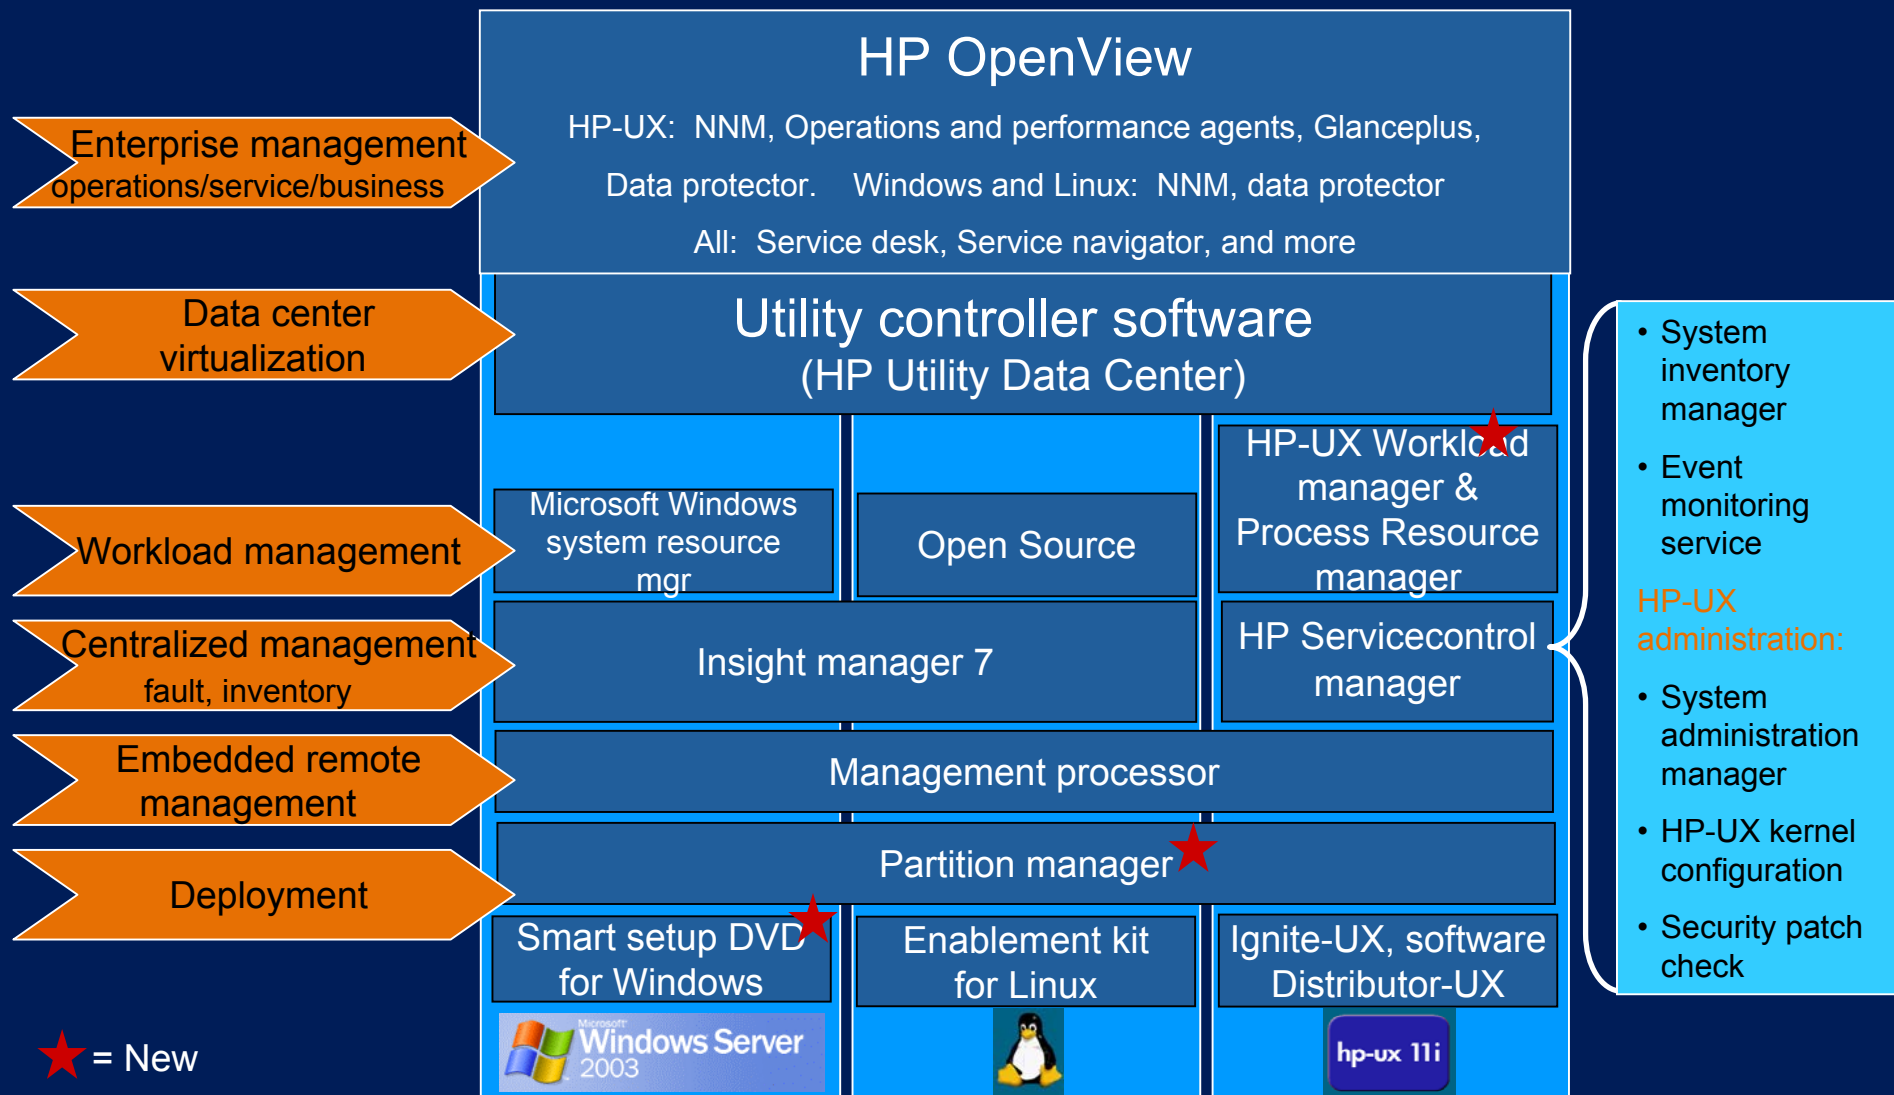 HP OpenView
HP-UX: NNM, Operations and performance agents, Glanceplus,
Data protector. Windows and Linux: NNM, data protector
All: Service desk, Service navigator, and more
Enterprise management
operations/service/business
Data center
virtualization
Utility controller software
(HP Utility Data Center)
Workload management
Microsoft Windows
system resource
mgr
Open Source
HP-UX Workload
manager &
Process Resource
manager
Centralized management
fault, inventory
Insight manager 7
HP Servicecontrol
manager
Embedded remote
management
Management processor
Deployment
Partition manager
Smart setup DVD
for Windows
Enablement kit
for Linux
Ignite-UX, software
Distributor-UX
Microsoft
Windows Server
2003
hp-ux 11i
= New
• System
inventory
manager
• Event
monitoring
service
HP-UX
administration:
• System
administration
manager
• HP-UX kernel
configuration
• Security patch
check